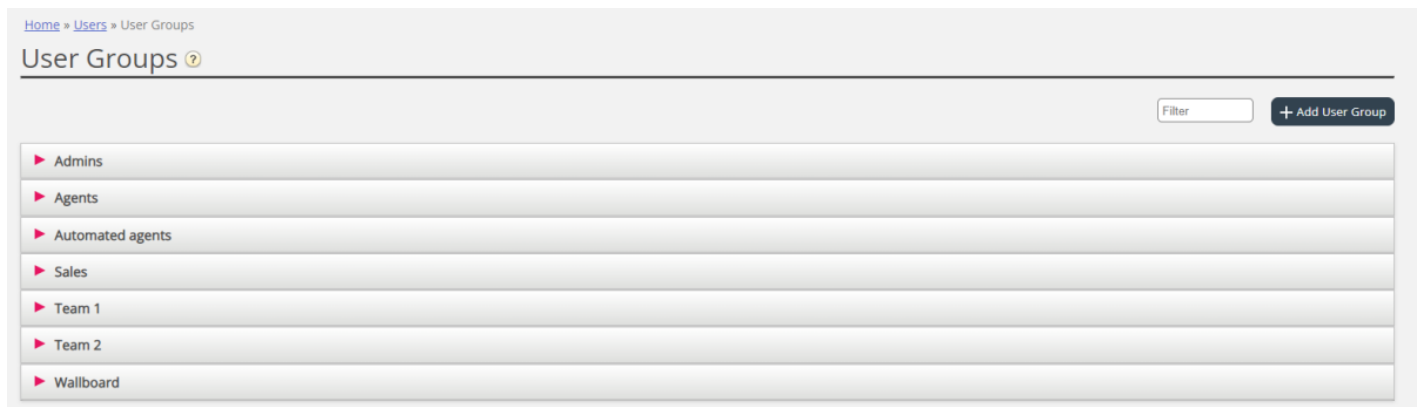 Home » Users » User Groups
User Groups ?
Filter
+ Add User Group
Admins
Agents
Automated agents
Sales
Team 1
Team 2
Wallboard